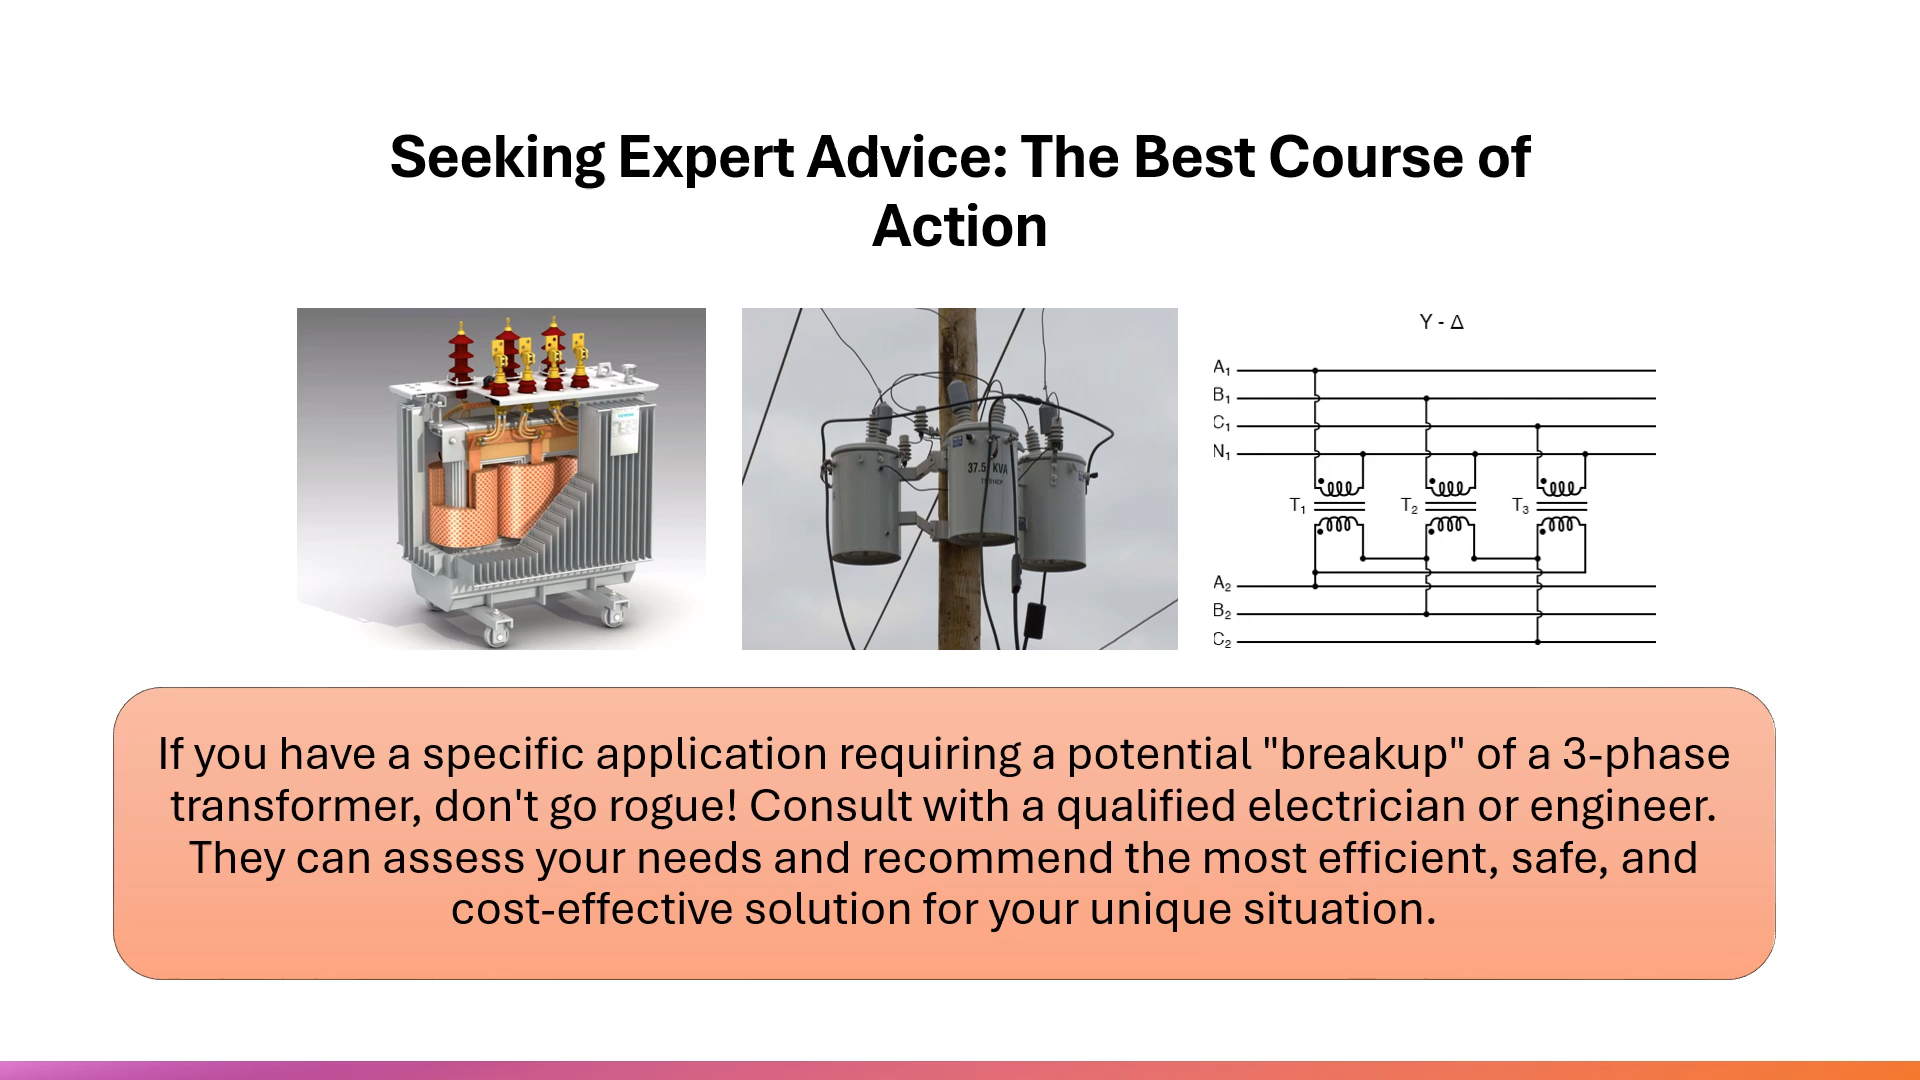 Seeking Expert Advice: The Best Course of
Action
37.5 KVA
Y - Δ
A₁
B₁
C₁
N₁
T₁ T₂ T₃
A₂
B₂
C₂
If you have a specific application requiring a potential "breakup" of a 3-phase
transformer, don't go rogue! Consult with a qualified electrician or engineer.
They can assess your needs and recommend the most efficient, safe, and
cost-effective solution for your unique situation.